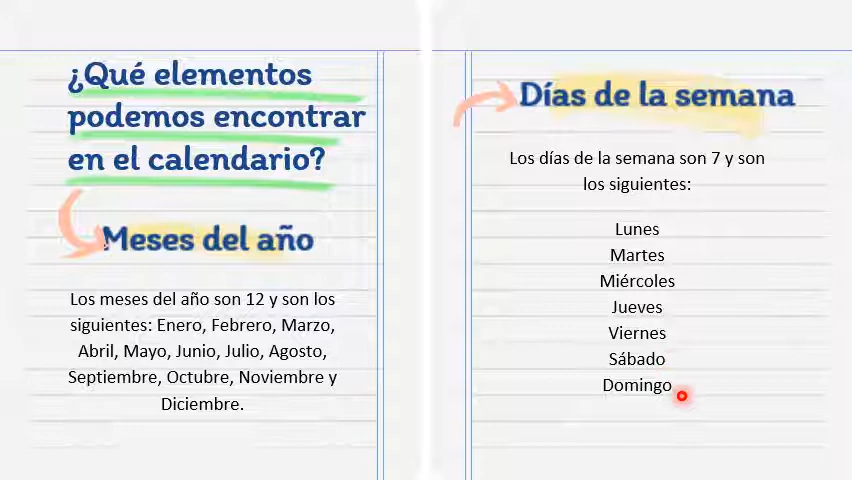 ¿Qué elementos
podemos encontrar
en el calendario?
Meses del año
Los meses del año son 12 y son los
siguientes: Enero, Febrero, Marzo,
Abril, Mayo, Junio, Julio, Agosto,
Septiembre, Octubre, Noviembre y
Diciembre.
Días de la semana
Los días de la semana son 7 y son
los siguientes:
Lunes
Martes
Miércoles
Jueves
Viernes
Sábado
Domingo